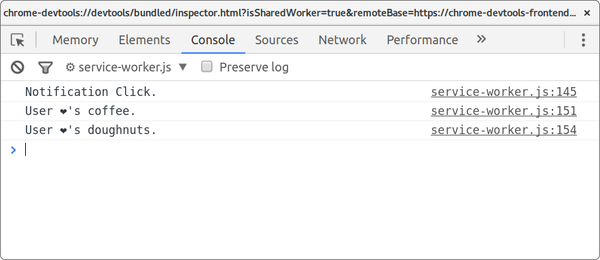 chrome-devtools://devtools/bundled/inspector.html?isSharedWorker=true&remoteBase=https://chrome-devtools-frontend... ×
Memory Elements Console Sources Network Performance »
service-worker.js ▼ Preserve log
Notification Click. service-worker.js:145
User ❤'s coffee. service-worker.js:151
User ❤'s doughnuts. service-worker.js:154
>